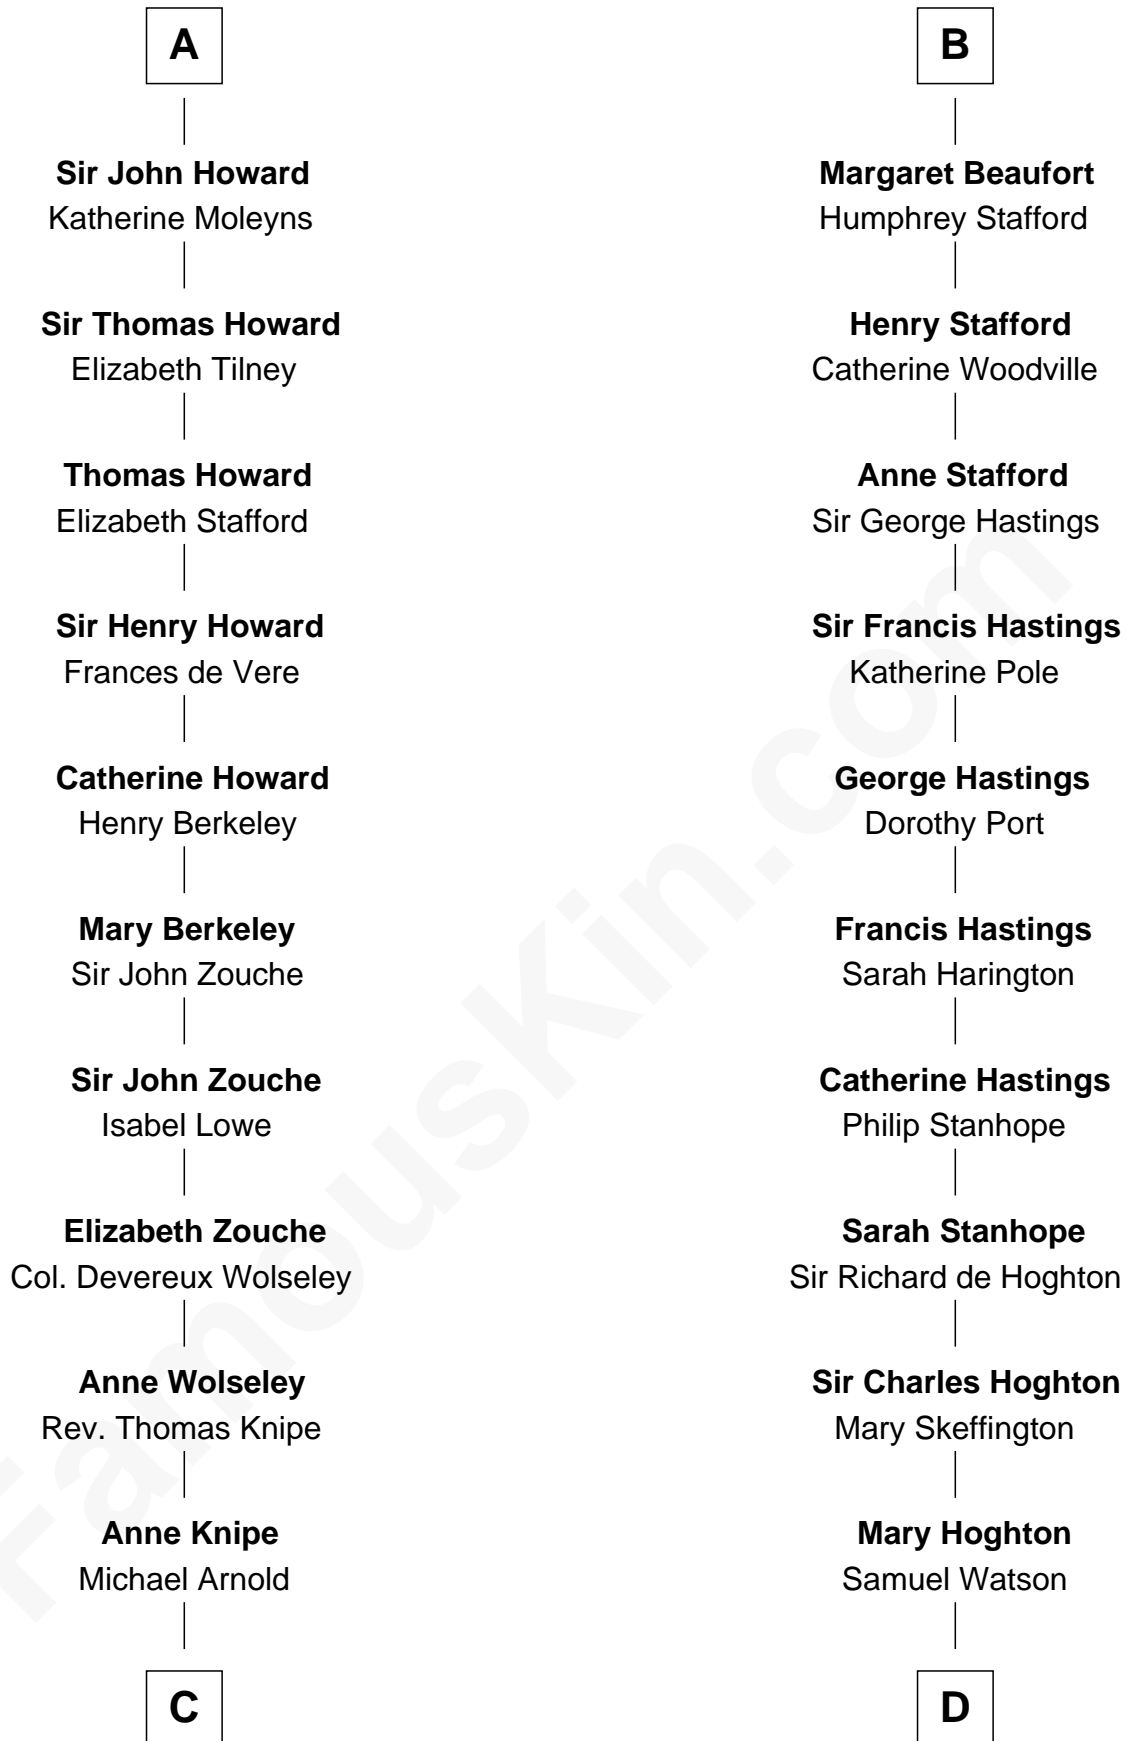 A
Sir John Howard
Katherine Moleyns
Sir Thomas Howard
Elizabeth Tilney
Thomas Howard
Elizabeth Stafford
Sir Henry Howard
Frances de Vere
Catherine Howard
Henry Berkeley
Mary Berkeley
Sir John Zouche
Sir John Zouche
Isabel Lowe
Elizabeth Zouche
Col. Devereux Wolseley
Anne Wolseley
Rev. Thomas Knipe
Anne Knipe
Michael Arnold
C
B
Margaret Beaufort
Humphrey Stafford
Henry Stafford
Catherine Woodville
Anne Stafford
Sir George Hastings
Sir Francis Hastings
Katherine Pole
George Hastings
Dorothy Port
Francis Hastings
Sarah Harington
Catherine Hastings
Philip Stanhope
Sarah Stanhope
Sir Richard de Hoghton
Sir Charles Hoghton
Mary Skeffington
Mary Hoghton
Samuel Watson
D
FamousKin.com